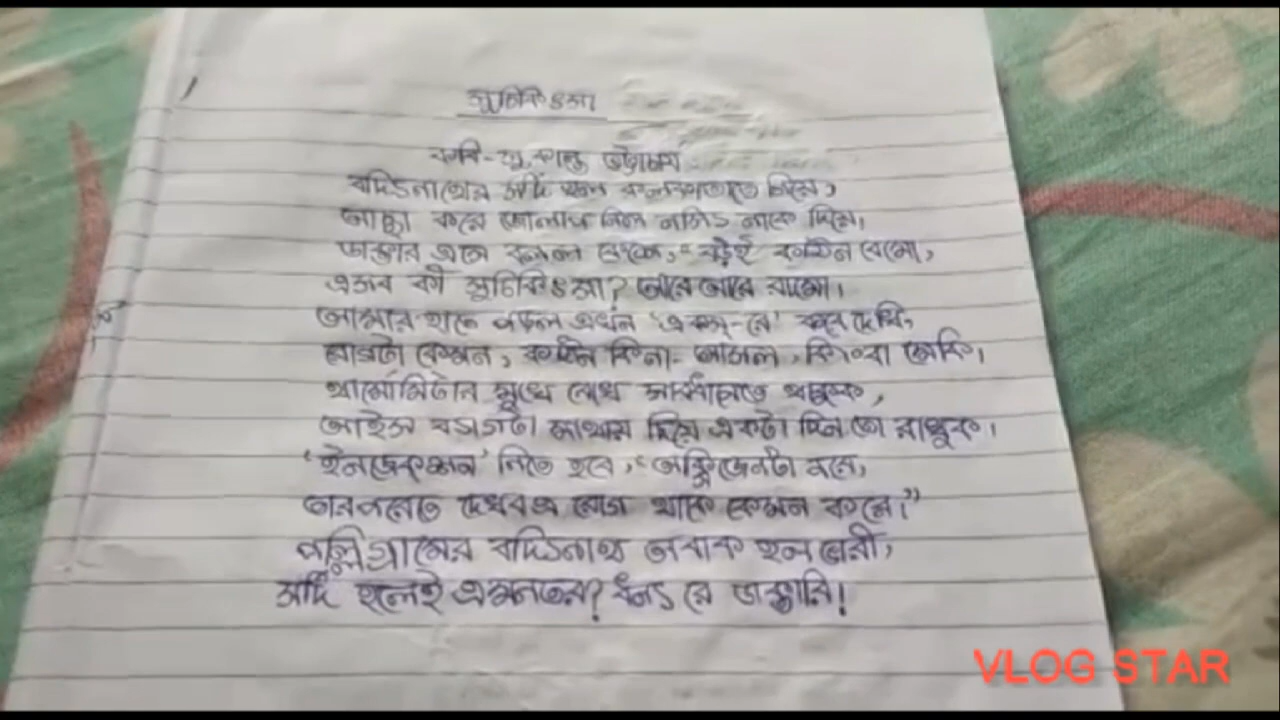 সুচিকিৎসা
কবি-সুকান্ত ভট্টাচার্য
বদ্যিনাথের সর্দি হল কলকাতাতে গিয়ে,
আচ্ছা করে জোলাপ নিল নস্যি নাকে দিয়ে।
ডাক্তার এসে বলল কেশে, "বড়ই কঠিন ব্যামো,
এসব কী সুচিকিৎসা? আরে আরে রামো।
আমার হাতে পড়লে এখন 'এক্স-রে' করে দেখি,
রোগটা কেমন, কঠিন কিনা- আসল, কিংবা মেকি।
থার্মোমিটার মুখে রেখে সাবধানেতে থাকুক,
আইস ব্যাগটা মাথায় দিয়ে একটা দিন তো রাখুক।
'ইনজেকশন' নিতে হবে, 'অক্সিজেনটা পরে,
তারপরেতে দেখব এ রোগ থাকে কেমন করে।"
পল্লিগ্রামের বদ্যিনাথ অবাক হল ভারী,
সর্দি হলেই এমনতর? ধন্য রে ডাক্তারি!
VLOG STAR